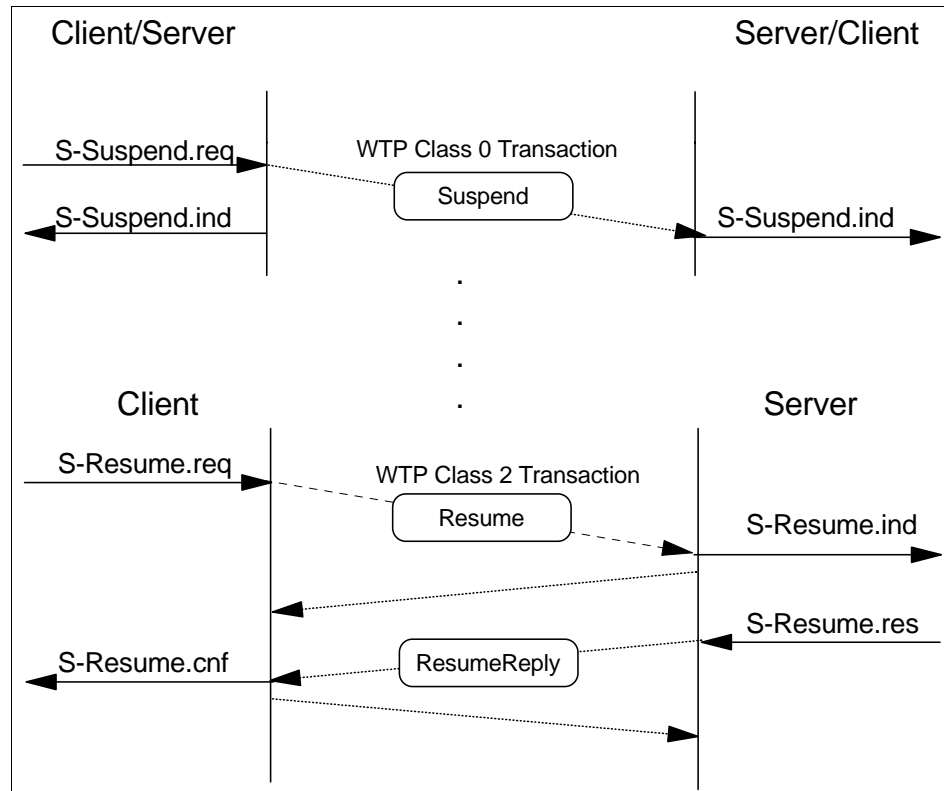 Client/Server
Server/Client
S-Suspend.req
WTP Class 0 Transaction
Suspend
S-Suspend.ind
S-Suspend.ind
.
.
.
.
Client
Server
S-Resume.req
WTP Class 2 Transaction
Resume
S-Resume.ind
S-Resume.res
S-Resume.cnf
ResumeReply